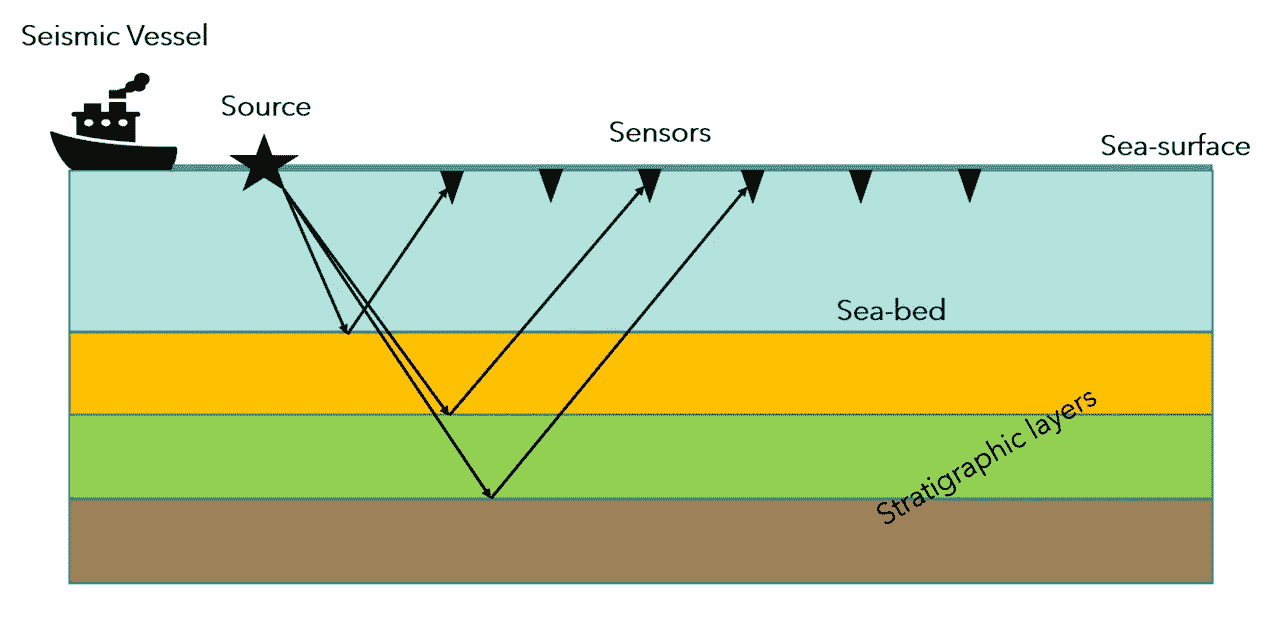 Seismic Vessel
Source
Sensors
Sea-surface
Sea-bed
Stratigraphic layers